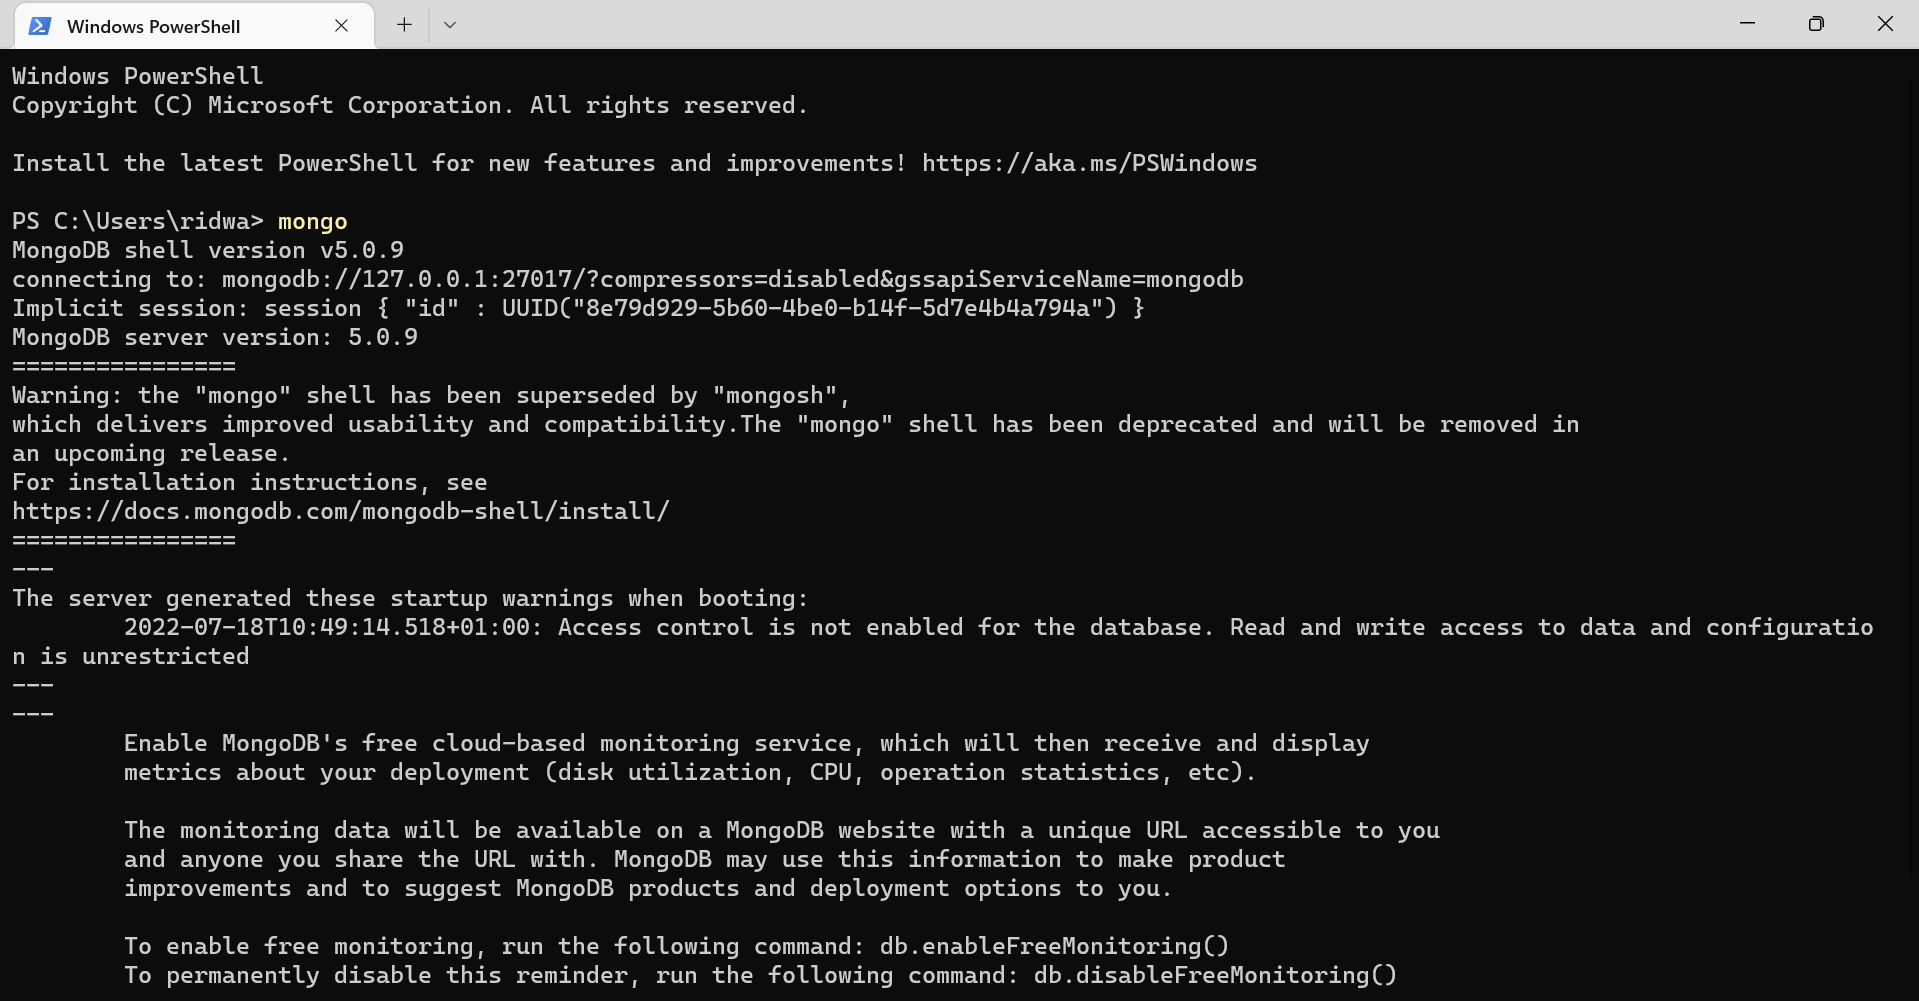 Windows PowerShell
Windows PowerShell
Copyright (C) Microsoft Corporation. All rights reserved.
Install the latest PowerShell for new features and improvements! https://aka.ms/PSWindows
PS C:\Users\ridwa> mongo
MongoDB shell version v5.0.9
connecting to: mongodb://127.0.0.1:27017/?compressors=disabled&gssapiServiceName=mongodb
Implicit session: session { "id" : UUID("8e79d929-5b60-4be0-b14f-5d7e4b4a794a") }
MongoDB server version: 5.0.9
================
Warning: the "mongo" shell has been superseded by "mongosh",
which delivers improved usability and compatibility.The "mongo" shell has been deprecated and will be removed in
an upcoming release.
For installation instructions, see
https://docs.mongodb.com/mongodb-shell/install/
================
---
The server generated these startup warnings when booting:
2022-07-18T10:49:14.518+01:00: Access control is not enabled for the database. Read and write access to data and configuratio
n is unrestricted
---
---
Enable MongoDB's free cloud-based monitoring service, which will then receive and display
metrics about your deployment (disk utilization, CPU, operation statistics, etc).
The monitoring data will be available on a MongoDB website with a unique URL accessible to you
and anyone you share the URL with. MongoDB may use this information to make product
improvements and to suggest MongoDB products and deployment options to you.
To enable free monitoring, run the following command: db.enableFreeMonitoring()
To permanently disable this reminder, run the following command: db.disableFreeMonitoring()